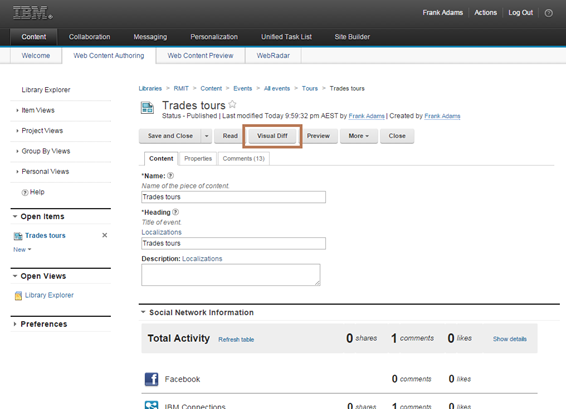 IBM
Frank Adams Actions Log Out ?
Content Collaboration Messaging Personalization Unified Task List Site Builder
Welcome Web Content Authoring Web Content Preview WebRadar
Library Explorer
Item Views
Project Views
Group By Views
Personal Views
? Help
Open Items
Trades tours
New
Open Views
Library Explorer
Preferences
Libraries > RMIT > Content > Events > All events > Tours > Trades tours
Trades tours
Status - Published | Last modified Today 9:59:32 pm AEST by Frank Adams | Created by Frank Adams
Save and Close Read Visual Diff Preview More Close
Content Properties Comments (13)
*Name: ?
Name of the piece of content.
Trades tours
*Heading ?
Title of event.
Localizations
Trades tours
Description: Localizations
Social Network Information
Total Activity Refresh table 0 shares 1 comments 0 likes Show details
Facebook 0 comments 0 likes
IBM Connections 1 comments 0 likes